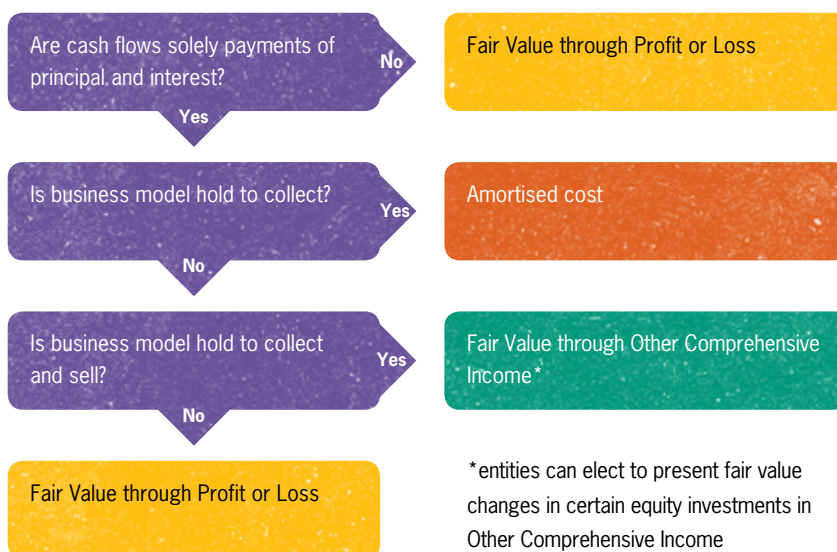 Are cash flows solely payments of
principal and interest?
No
Fair Value through Profit or Loss
Yes
Is business model hold to collect?
Yes
Amortised cost
No
Is business model hold to collect
and sell?
Yes
Fair Value through Other Comprehensive
Income*
No
Fair Value through Profit or Loss
*entities can elect to present fair value
changes in certain equity investments in
Other Comprehensive Income